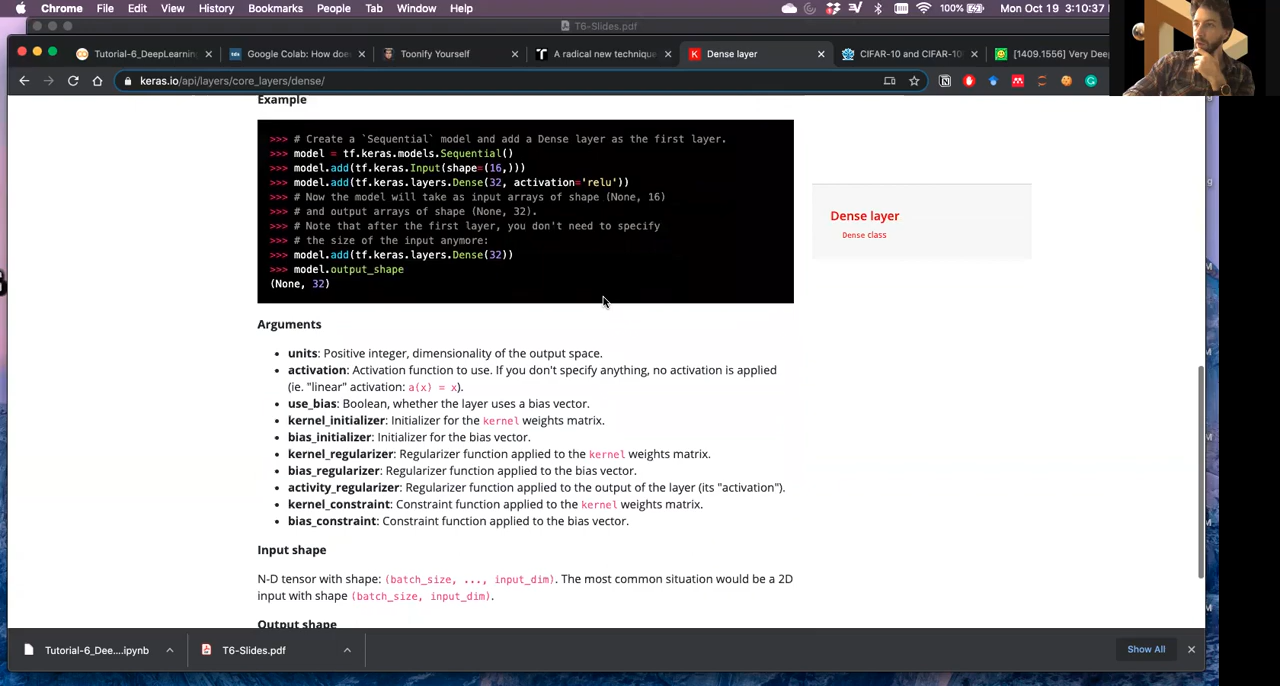 Chrome File Edit View History Bookmarks People Tab Window Help 100% Mon Oct 19 3:10:37
T6-Slides.pdf
Tutorial-6_DeepLearning Google Colab: How does Toonify Yourself A radical new technique Dense layer CIFAR-10 and CIFAR-10 [1409.1556] Very Deep
keras.io/api/layers/core_layers/dense/
Example
>>> # Create a `Sequential` model and add a Dense layer as the first layer.
>>> model = tf.keras.models.Sequential()
>>> model.add(tf.keras.Input(shape=(16,)))
>>> model.add(tf.keras.layers.Dense(32, activation='relu'))
>>> # Now the model will take as input arrays of shape (None, 16)
>>> # and output arrays of shape (None, 32).
>>> # Note that after the first layer, you don't need to specify
>>> # the size of the input anymore:
>>> model.add(tf.keras.layers.Dense(32))
>>> model.output_shape
(None, 32)
Dense layer
Dense class
Arguments
• units: Positive integer, dimensionality of the output space.
• activation: Activation function to use. If you don't specify anything, no activation is applied
(ie. "linear" activation: a(x) = x).
• use_bias: Boolean, whether the layer uses a bias vector.
• kernel_initializer: Initializer for the kernel weights matrix.
• bias_initializer: Initializer for the bias vector.
• kernel_regularizer: Regularizer function applied to the kernel weights matrix.
• bias_regularizer: Regularizer function applied to the bias vector.
• activity_regularizer: Regularizer function applied to the output of the layer (its "activation").
• kernel_constraint: Constraint function applied to the kernel weights matrix.
• bias_constraint: Constraint function applied to the bias vector.
Input shape
N-D tensor with shape: (batch_size, ..., input_dim). The most common situation would be a 2D
input with shape (batch_size, input_dim).
Output shape
Tutorial-6_Dee....ipynb T6-Slides.pdf Show All